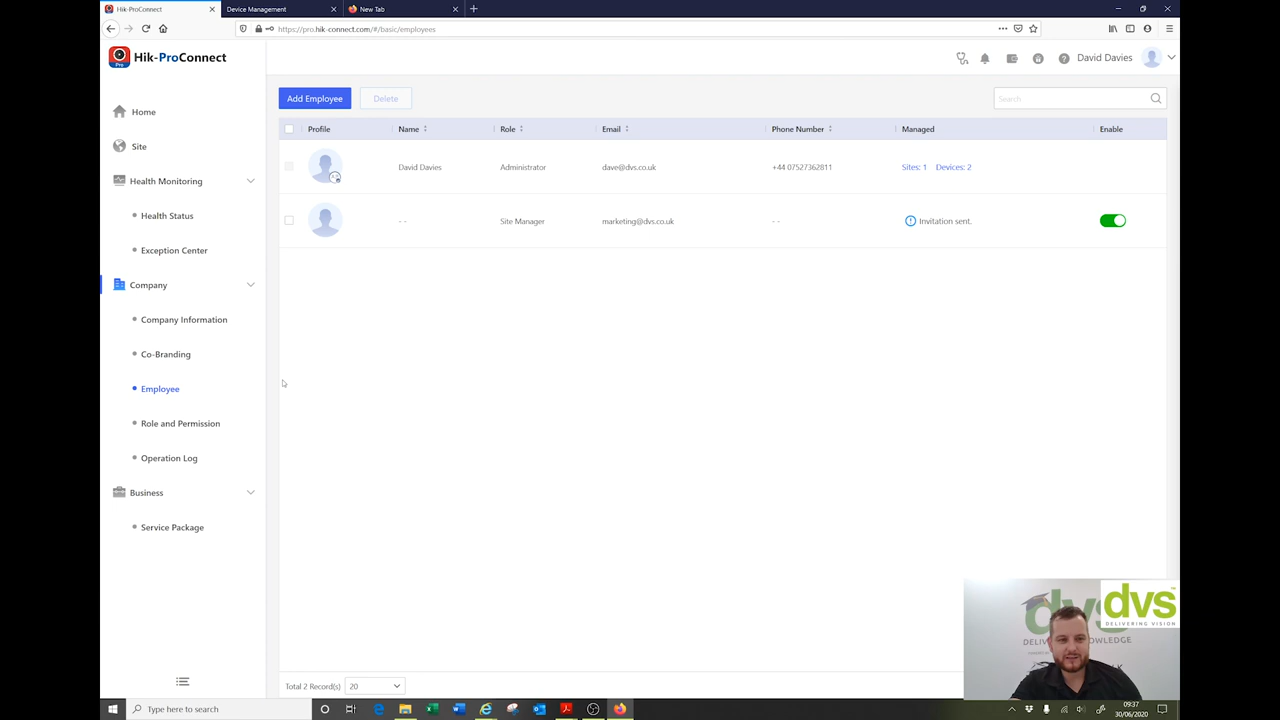 Hik-ProConnect
Device Management
New Tab
https://pro.hik-connect.com/#/basic/employees
Pro
Hik-ProConnect
David Davies
Home
Site
Health Monitoring
Health Status
Exception Center
Company
Company Information
Co-Branding
Employee
Role and Permission
Operation Log
Business
Service Package
Add Employee
Delete
Search
Profile
Name
Role
Email
Phone Number
Managed
Enable
David Davies
Administrator
dave@dvs.co.uk
+44 07527362811
Sites: 1
Devices: 2
- -
Site Manager
marketing@dvs.co.uk
- -
Invitation sent.
Total 2 Record(s)
20
dvs
DELIVERING VISION
Type here to search
09:37
30/06/2020